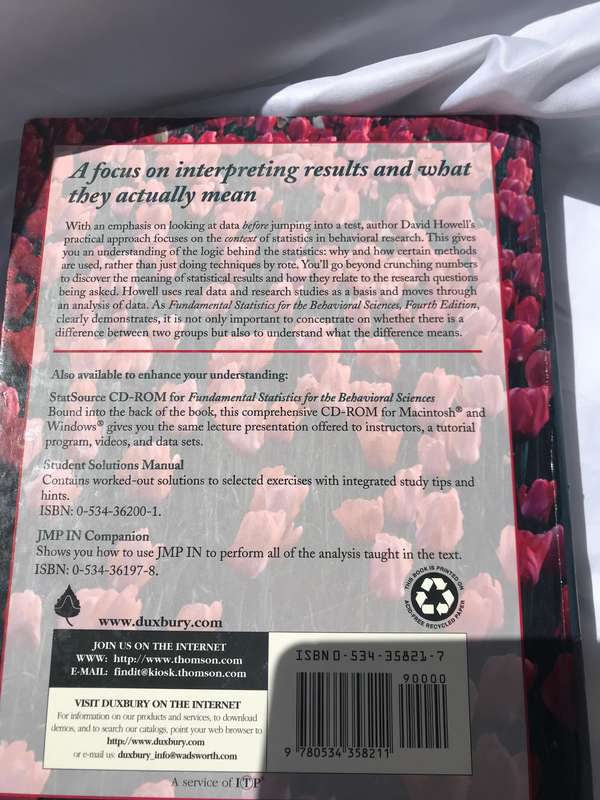 A focus on interpreting results and what
they actually mean
With an emphasis on looking at data before jumping into a test, author David Howell's
practical approach focuses on the context of statistics in behavioral research. This gives
you an understanding of the logic behind the statistics: why and how certain methods
are used, rather than just doing techniques by rote. You'll go beyond crunching numbers
to discover the meaning of statistical results and how they relate to the research questions
being asked. Howell uses real data and research studies as a basis and moves through
an analysis of data. As Fundamental Statistics for the Behavioral Sciences, Fourth Edition,
clearly demonstrates, it is not only important to concentrate on whether there is a
difference between two groups but also to understand what the difference means.
Also available to enhance your understanding:
StatSource CD-ROM for Fundamental Statistics for the Behavioral Sciences
Bound into the back of the book, this comprehensive CD-ROM for Macintosh® and
Windows® gives you the same lecture presentation offered to instructors, a tutorial
program, videos, and data sets.
Student Solutions Manual
Contains worked-out solutions to selected exercises with integrated study tips and
hints.
ISBN: 0-534-36200-1.
JMP IN Companion
Shows you how to use JMP IN to perform all of the analysis taught in the text.
ISBN: 0-534-36197-8.
THIS BOOK IS PRINTED ON
ACID-FREE RECYCLED PAPER
www.duxbury.com
JOIN US ON THE INTERNET
WWW: http://www.thomson.com
E-MAIL: findit@kiosk.thomson.com
VISIT DUXBURY ON THE INTERNET
For information on our products and services, to download
demos, and to search our catalogs, point your web browser to
http://www.duxbury.com
or e-mail us: duxbury_info@wadsworth.com
ISBN 0-534-35821-7
90000
9 780534 358211
A service of ITP®